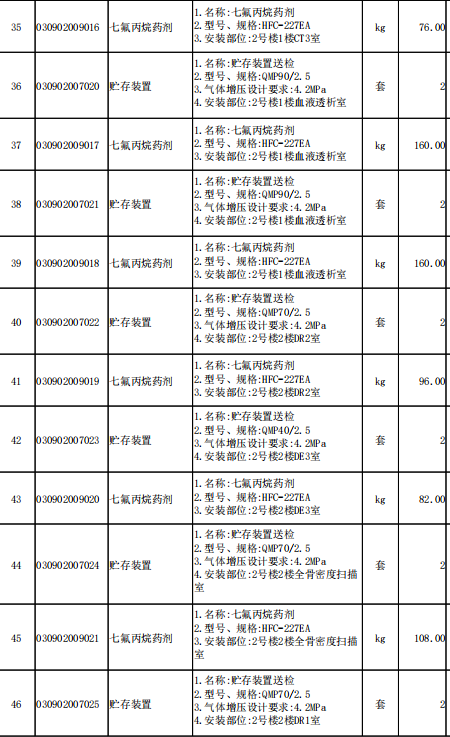 35 030902009016 七氟丙烷药剂 1.名称:七氟丙烷药剂 kg 76.00
2.型号、规格:HFC-227EA
3.安装部位:2号楼1楼CT3室
36 030902007020 贮存装置 1.名称:贮存装置送检 套 2
2.型号、规格:QMP90/2.5
3.气体增压设计要求:4.2MPa
4.安装部位:2号楼1楼血液透析室
37 030902009017 七氟丙烷药剂 1.名称:七氟丙烷药剂 kg 160.00
2.型号、规格:HFC-227EA
3.安装部位:2号楼1楼血液透析室
38 030902007021 贮存装置 1.名称:贮存装置送检 套 2
2.型号、规格:QMP90/2.5
3.气体增压设计要求:4.2MPa
4.安装部位:2号楼1楼血液透析室
39 030902009018 七氟丙烷药剂 1.名称:七氟丙烷药剂 kg 160.00
2.型号、规格:HFC-227EA
3.安装部位:2号楼1楼血液透析室
40 030902007022 贮存装置 1.名称:贮存装置送检 套 2
2.型号、规格:QMP70/2.5
3.气体增压设计要求:4.2MPa
4.安装部位:2号楼2楼DR2室
41 030902009019 七氟丙烷药剂 1.名称:七氟丙烷药剂 kg 96.00
2.型号、规格:HFC-227EA
3.安装部位:2号楼2楼DR2室
42 030902007023 贮存装置 1.名称:贮存装置送检 套 2
2.型号、规格:QMP40/2.5
3.气体增压设计要求:4.2MPa
4.安装部位:2号楼2楼DE3室
43 030902009020 七氟丙烷药剂 1.名称:七氟丙烷药剂 kg 82.00
2.型号、规格:HFC-227EA
3.安装部位:2号楼2楼DE3室
44 030902007024 贮存装置 1.名称:贮存装置送检 套 2
2.型号、规格:QMP70/2.5
3.气体增压设计要求:4.2MPa
4.安装部位:2号楼2楼全骨密度扫描
室
45 030902009021 七氟丙烷药剂 1.名称:七氟丙烷药剂 kg 108.00
2.型号、规格:HFC-227EA
3.安装部位:2号楼2楼全骨密度扫描
室
46 030902007025 贮存装置 1.名称:贮存装置送检 套 2
2.型号、规格:QMP70/2.5
3.气体增压设计要求:4.2MPa
4.安装部位:2号楼2楼DR1室